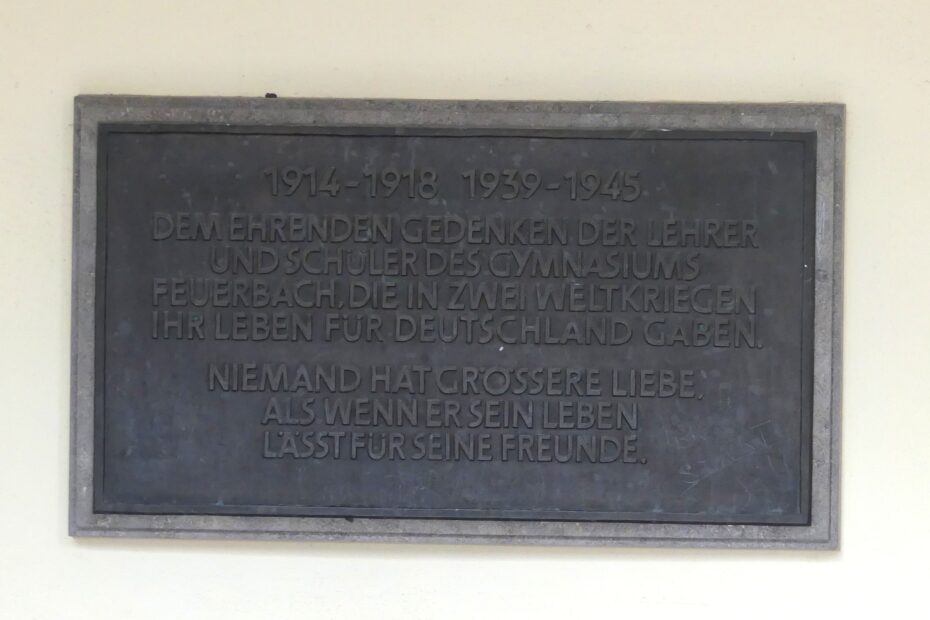 1914-1918 1939-1945
DEM EHRENDEN GEDENKEN DER LEHRER
UND SCHÜLER DES GYMNASIUMS
FEUERBACH, DIE IN ZWEI WELTKRIEGEN
IHR LEBEN FÜR DEUTSCHLAND GABEN.
NIEMAND HAT GRÖSSERE LIEBE,
ALS WENN ER SEIN LEBEN
LÄSST FÜR SEINE FREUNDE.